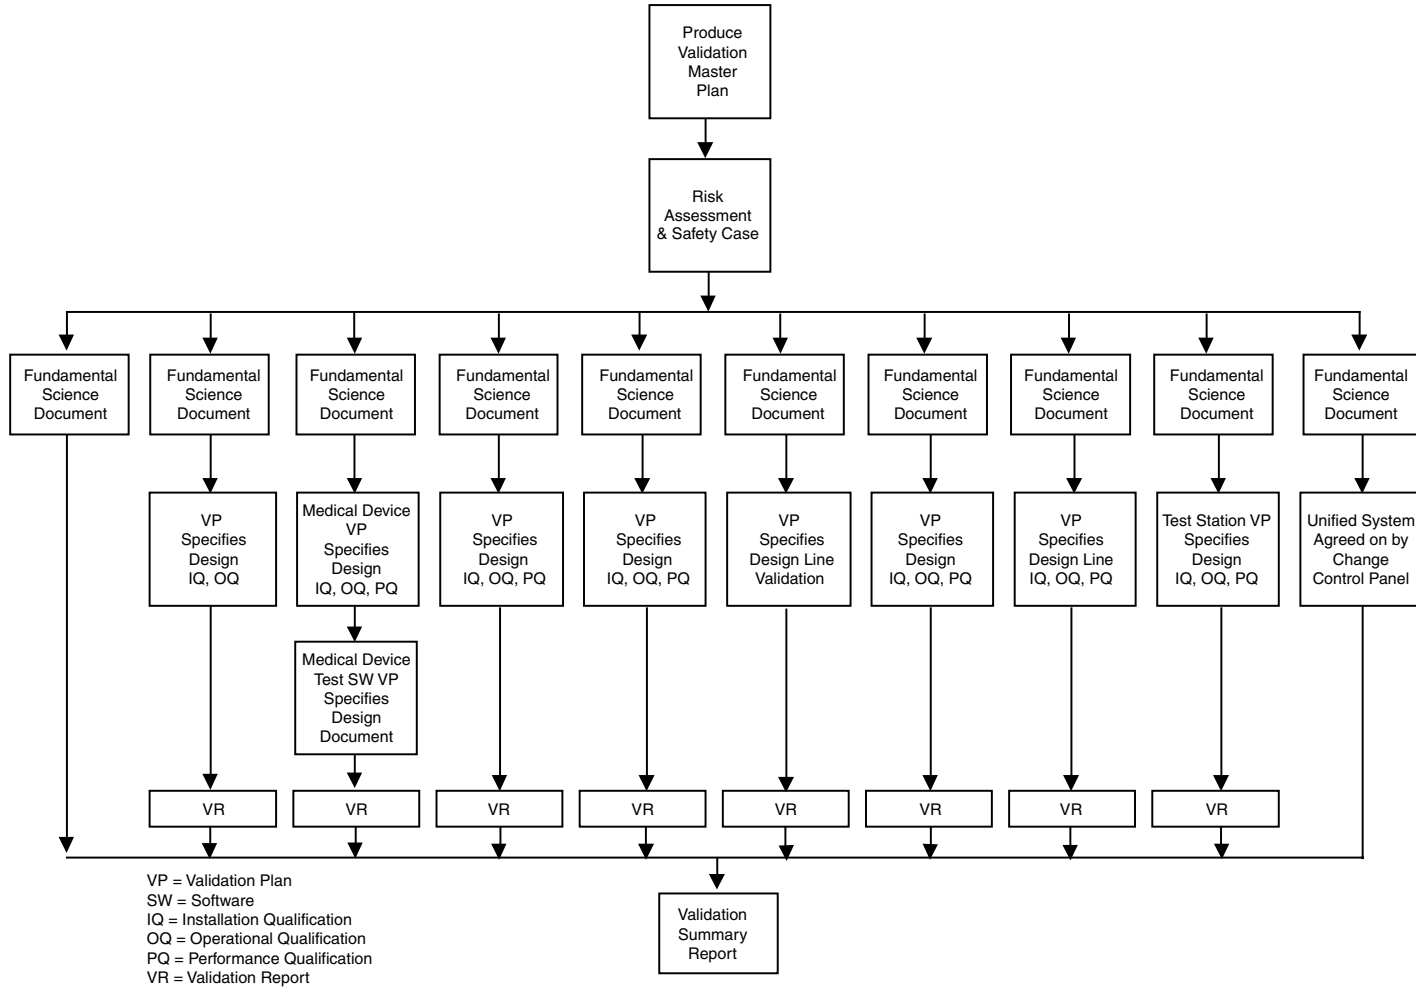 Produce
Validation
Master
Plan
Risk
Assessment
& Safety Case
Fundamental
Science
Document
Fundamental
Science
Document
Fundamental
Science
Document
Fundamental
Science
Document
Fundamental
Science
Document
Fundamental
Science
Document
Fundamental
Science
Document
Fundamental
Science
Document
Fundamental
Science
Document
Fundamental
Science
Document
VP
Specifies
Design
IQ, OQ
Medical Device
VP
Specifies
Design
IQ, OQ, PQ
VP
Specifies
Design
IQ, OQ, PQ
VP
Specifies
Design
IQ, OQ, PQ
VP
Specifies
Design Line
Validation
VP
Specifies
Design
IQ, OQ, PQ
VP
Specifies
Design Line
IQ, OQ, PQ
Test Station VP
Specifies
Design
IQ, OQ, PQ
Unified System
Agreed on by
Change
Control Panel
Medical Device
Test SW VP
Specifies
Design
Document
VR
VR
VR
VR
VR
VR
VR
VR
VP = Validation Plan
SW = Software
IQ = Installation Qualification
OQ = Operational Qualification
PQ = Performance Qualification
VR = Validation Report
Validation
Summary
Report